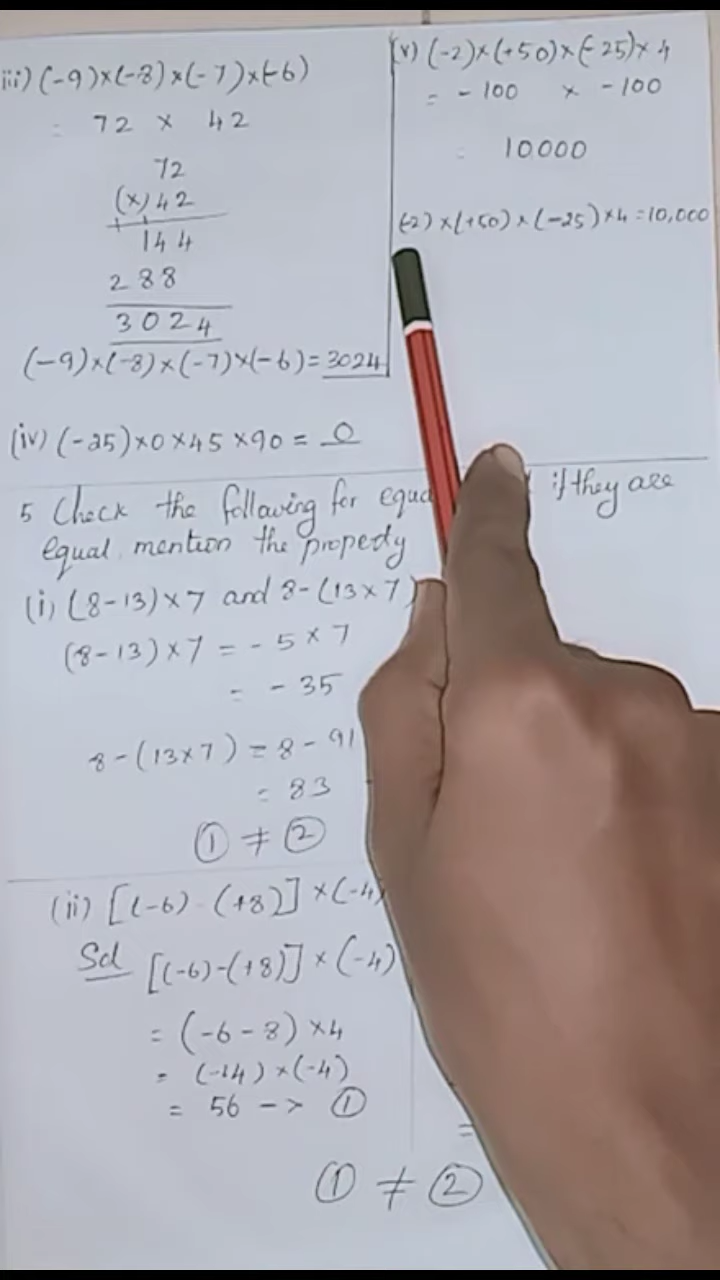 iii) (-9)×(-8)×(-7)×(-6)
= 72 × 42
72
(×) 42
144
288
3024
(-9)×(-8)×(-7)×(-6) = 3024
(v) (-2)×(+50)×(-25)×4
= -100 × -100
= 10000
(-2)×(+50)×(-25)×4=10,000
(iv) (-25)×0×45×90 = 0
5 Check the following for if they are
equal mention the property
(i) (8-13)×7 and 8-(13×7)
(8-13)×7 = -5×7
= -35
8-(13×7) = 8-91
= 83
① ≠ ②
(ii) [(-6)-(+8)]×(-4)
Sol [(-6)-(+8)]×(-4)
= (-6-8)×4
= (-14)×(-4)
= 56 -> ①
=
① ≠ ②